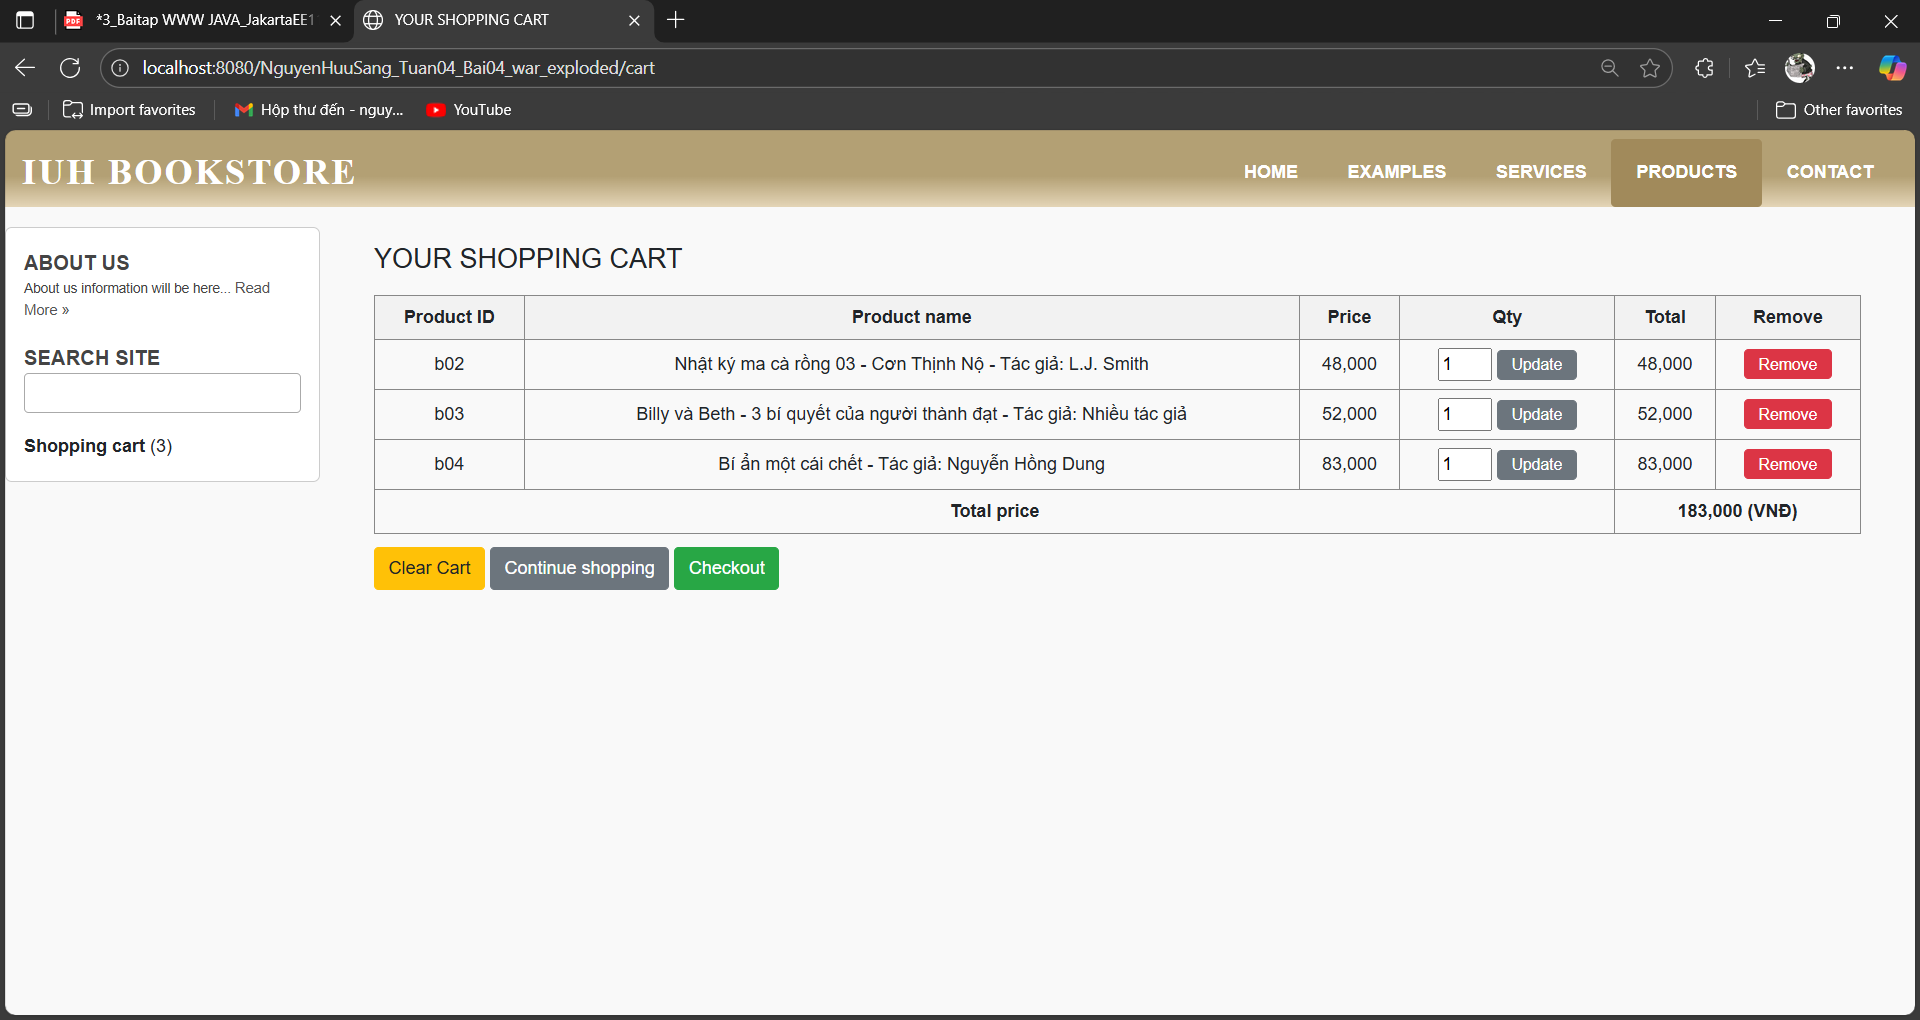 *3_Baitap WWW JAVA_JakartaEE1
YOUR SHOPPING CART
localhost:8080/NguyenHuuSang_Tuan04_Bai04_war_exploded/cart
Import favorites
Hộp thư đến - nguy...
YouTube
Other favorites
IUH BOOKSTORE
HOME EXAMPLES SERVICES PRODUCTS CONTACT
ABOUT US
About us information will be here... Read
More »
SEARCH SITE
Shopping cart (3)
YOUR SHOPPING CART
Product ID Product name Price Qty Total Remove
b02 Nhật ký ma cà rồng 03 - Cơn Thịnh Nộ - Tác giả: L.J. Smith 48,000 1 Update 48,000 Remove
b03 Billy và Beth - 3 bí quyết của người thành đạt - Tác giả: Nhiều tác giả 52,000 1 Update 52,000 Remove
b04 Bí ẩn một cái chết - Tác giả: Nguyễn Hồng Dung 83,000 1 Update 83,000 Remove
Total price 183,000 (VNĐ)
Clear Cart Continue shopping Checkout